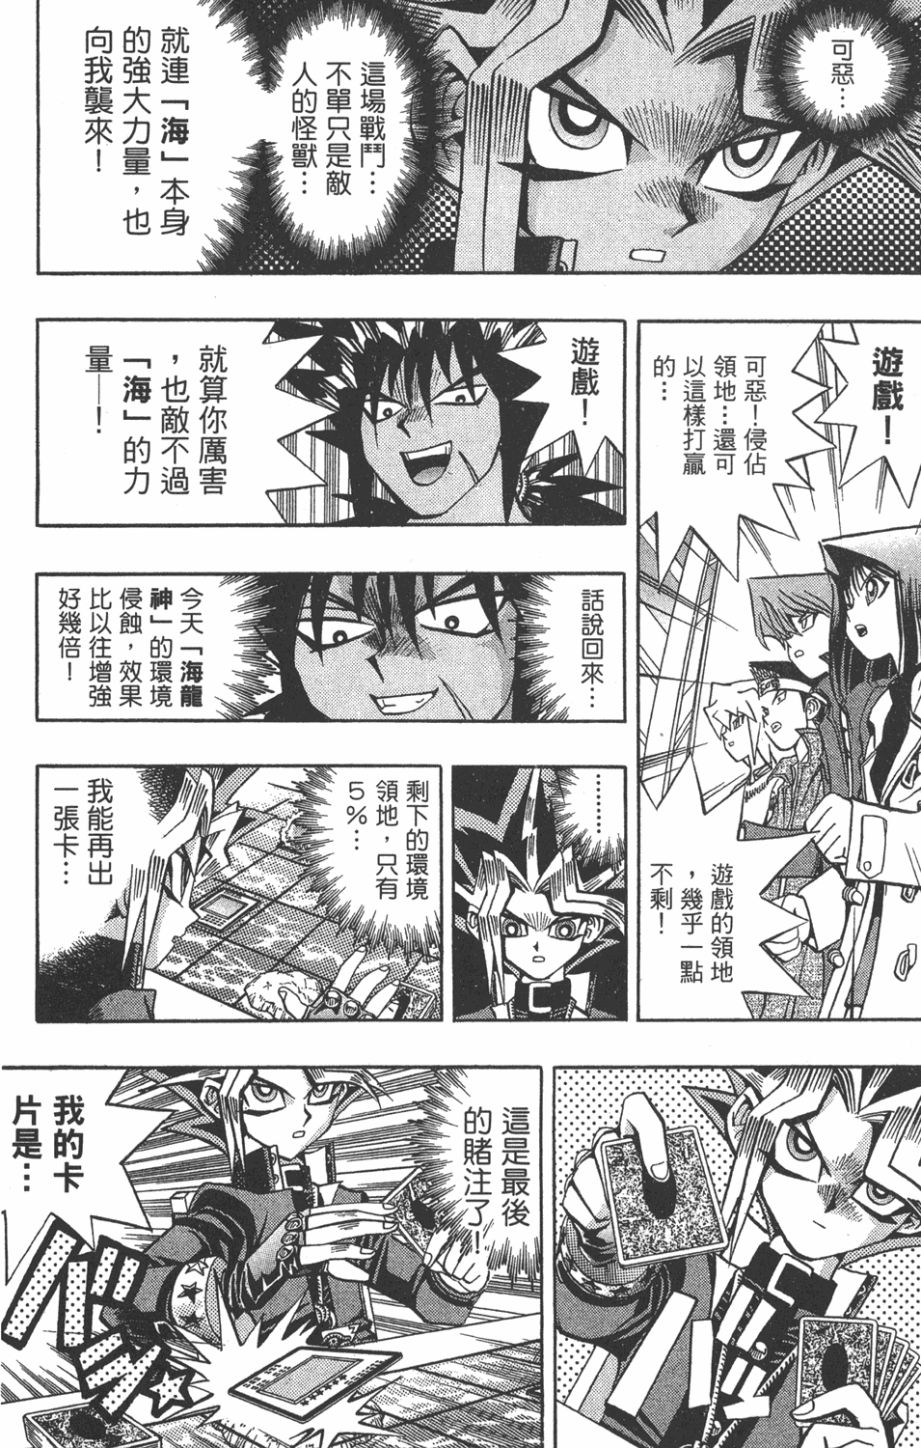 可惡…
這場戰鬥…
不單只是敵
人的怪獸…
就連「海」本身
的強大力量，也
向我襲來！
遊戲！
可惡！侵佔
領地…還可
以這樣打贏
的…
遊戲的領地
，幾乎一點
不剩！
遊戲！
就算你厲害
，也敵不過
「海」的力
量—！
話說回來…
今天「海龍
神」的環境
侵蝕，效果
比以往增強
好幾倍！
………
剩下的環境
領地，只有
5%…
我能再出
一張卡…
這是最後
的賭注了！
我的卡
片是…
バシッ